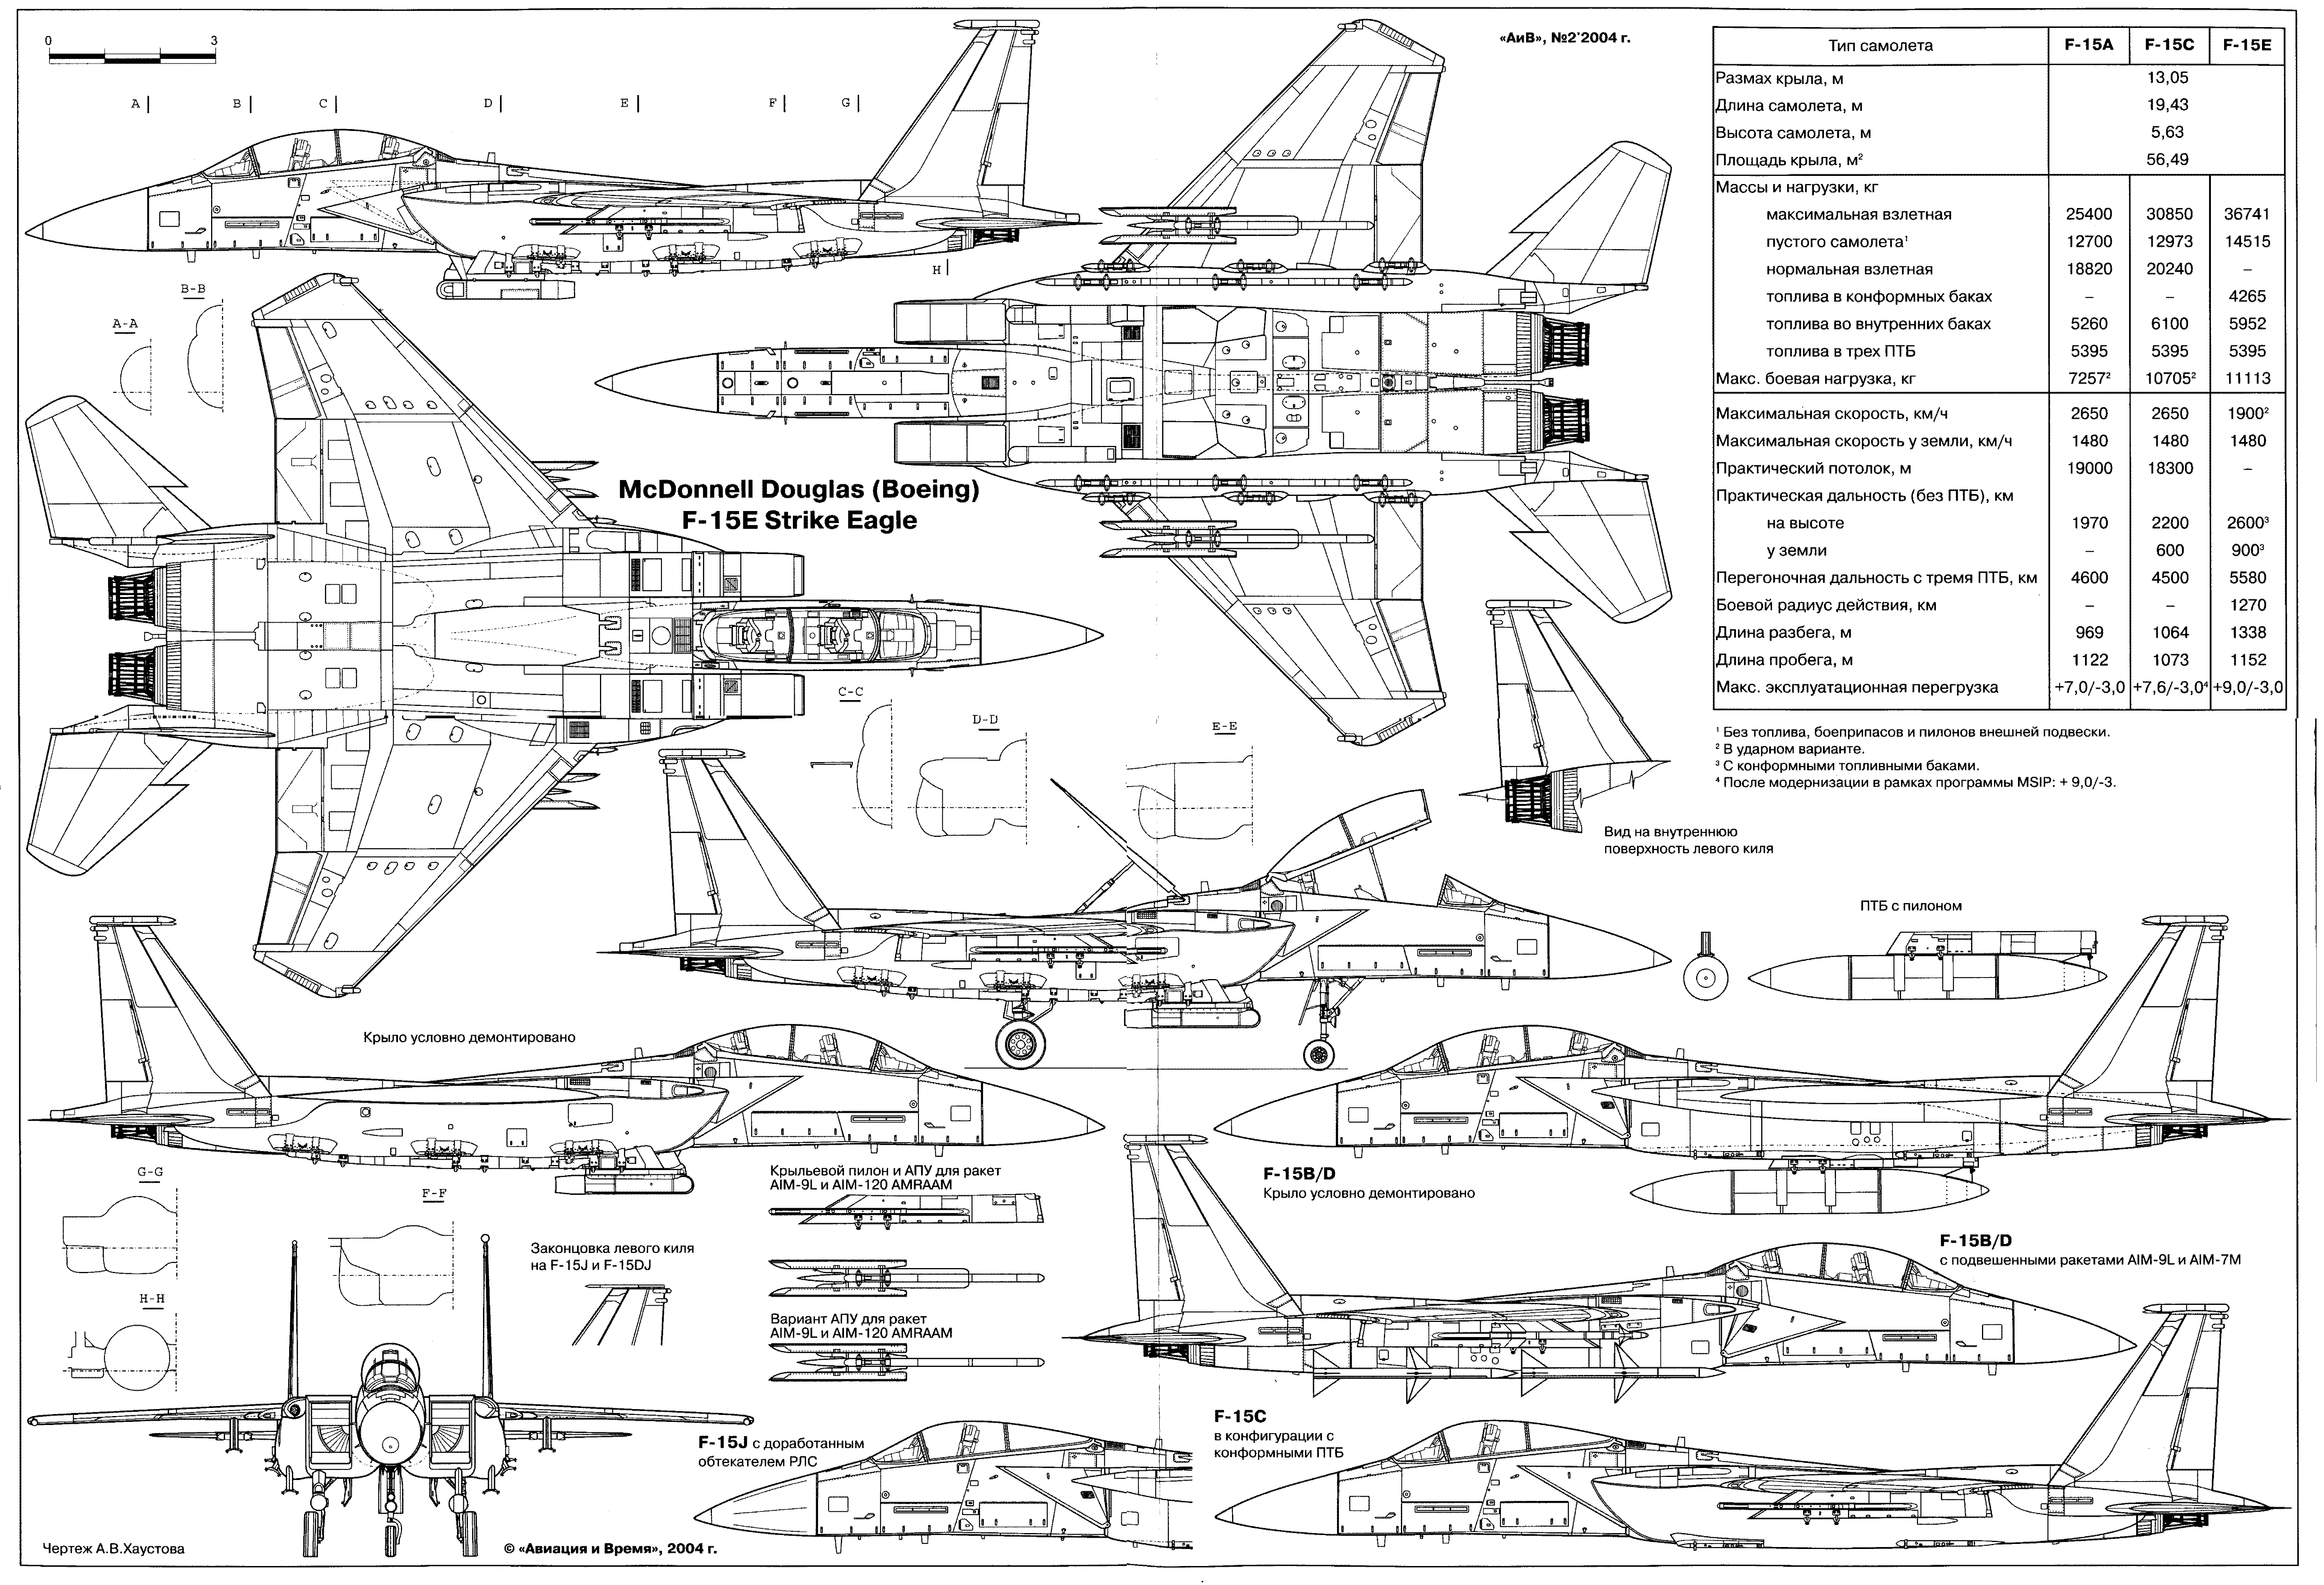 0 3
«АиВ», №2'2004 г.
A B C D E F G
H
B-B
A-A
McDonnell Douglas (Boeing)
F-15E Strike Eagle
Тип самолета F-15A F-15C F-15E
Размах крыла, м 13,05
Длина самолета, м 19,43
Высота самолета, м 5,63
Площадь крыла, м² 56,49
Массы и нагрузки, кг
максимальная взлетная 25400 30850 36741
пустого самолета¹ 12700 12973 14515
нормальная взлетная 18820 20240 –
топлива в конформных баках – – 4265
топлива во внутренних баках 5260 6100 5952
топлива в трех ПТБ 5395 5395 5395
Макс. боевая нагрузка, кг 7257² 10705² 11113
Максимальная скорость, км/ч 2650 2650 1900²
Максимальная скорость у земли, км/ч 1480 1480 1480
Практический потолок, м 19000 18300 –
Практическая дальность (без ПТБ), км
на высоте 1970 2200 2600³
у земли – 600 900³
Перегоночная дальность с тремя ПТБ, км 4600 4500 5580
Боевой радиус действия, км – – 1270
Длина разбега, м 969 1064 1338
Длина пробега, м 1122 1073 1152
Макс. эксплуатационная перегрузка +7,0/-3,0 +7,6/-3,0⁴ +9,0/-3,0
¹ Без топлива, боеприпасов и пилонов внешней подвески.
² В ударном варианте.
³ С конформными топливными баками.
⁴ После модернизации в рамках программы MSIP: + 9,0/-3.
C-C
D-D
E-E
Вид на внутреннюю
поверхность левого киля
ПТБ с пилоном
Крыло условно демонтировано
G-G
F-F
H-H
Крыльевой пилон и АПУ для ракет
AIM-9L и AIM-120 AMRAAM
F-15B/D
Крыло условно демонтировано
Законцовка левого киля
на F-15J и F-15DJ
Вариант АПУ для ракет
AIM-9L и AIM-120 AMRAAM
F-15B/D
с подвешенными ракетами AIM-9L и AIM-7M
F-15J с доработанным
обтекателем РЛС
F-15C
в конфигурации с
конформными ПТБ
Чертеж А.В.Хаустова
© «Авиация и Время», 2004 г.